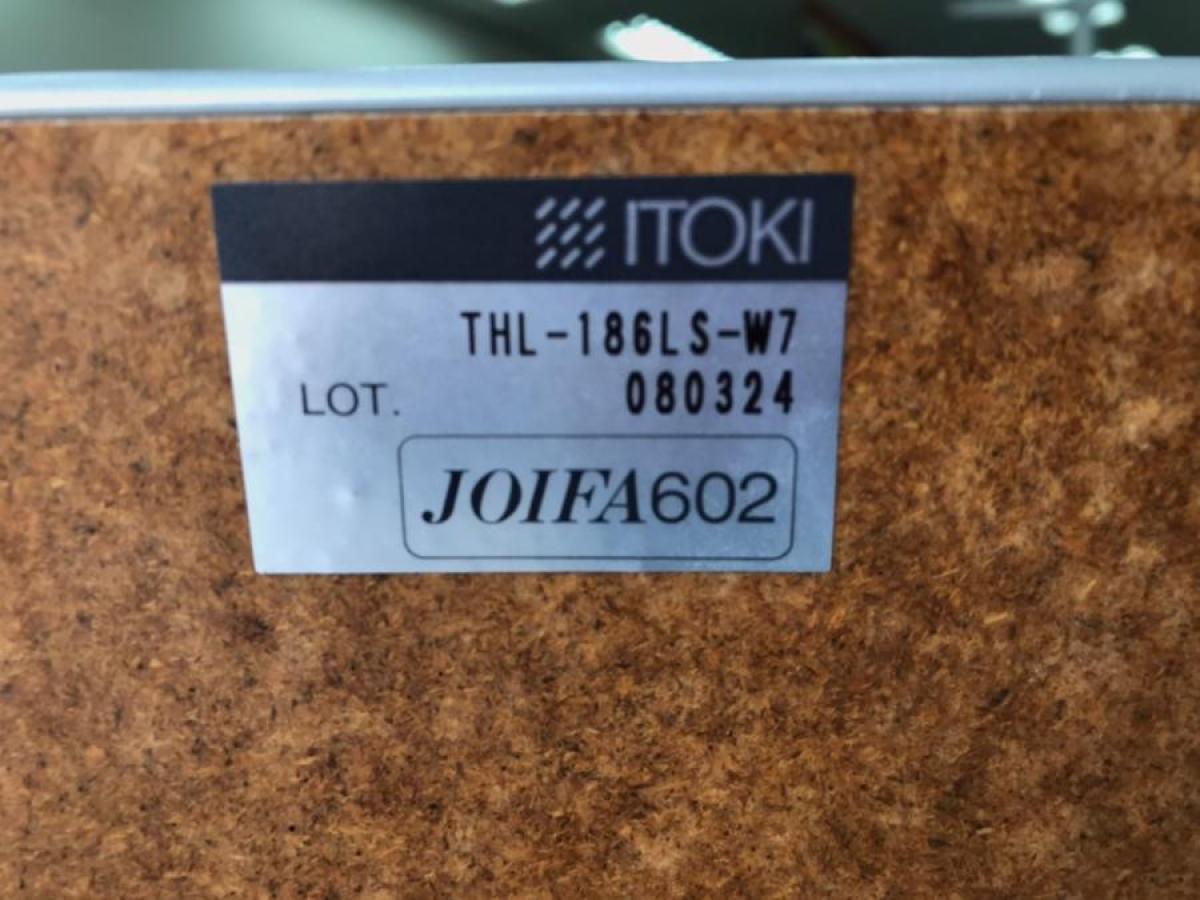 ITOKI
THL-186LS-W7
LOT. 080324
JOIFA602